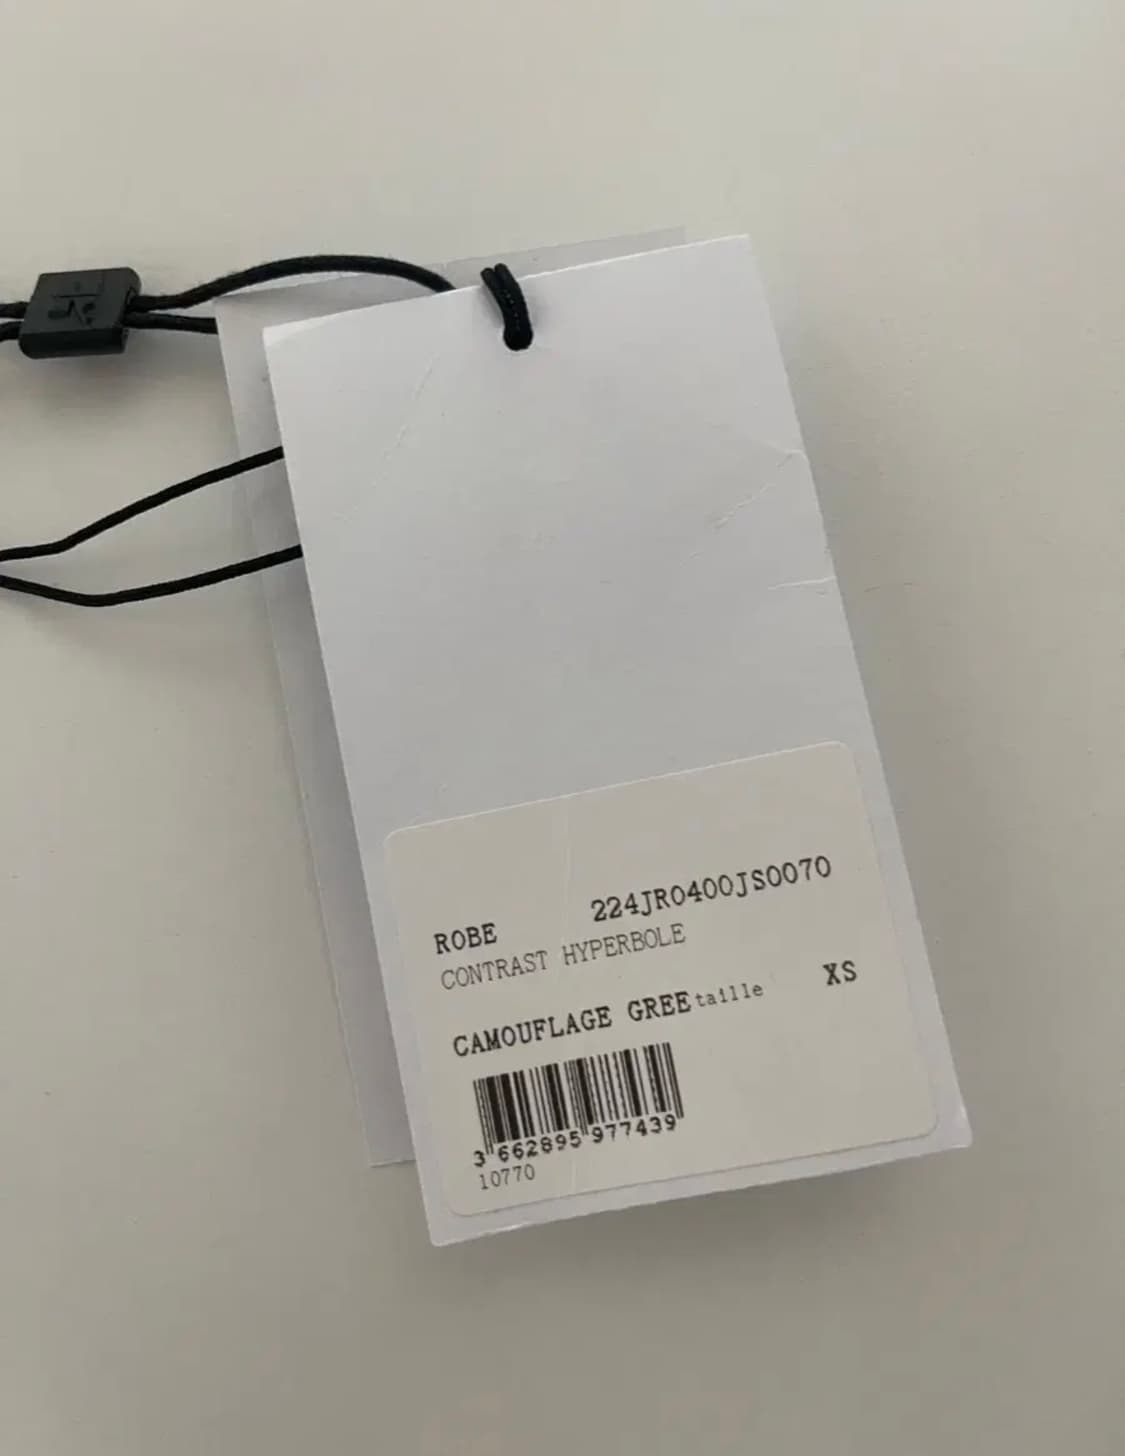 ROBE 224JR0400JS0070
CONTRAST HYPERBOLE
CAMOUFLAGE GREE taille XS
3 662895 977439
10770